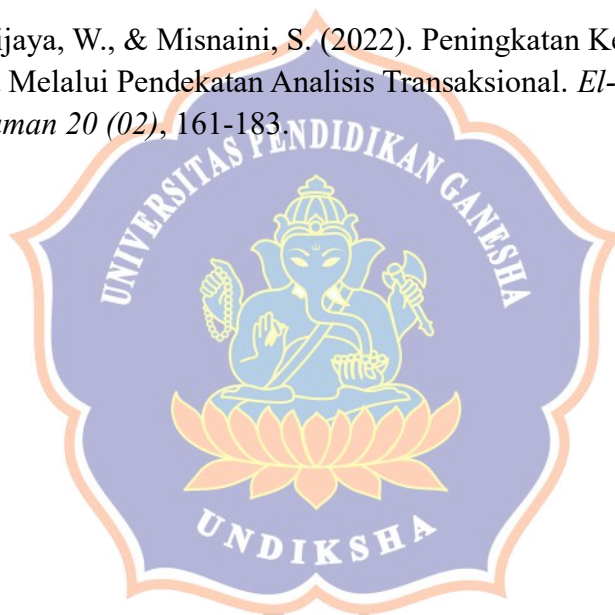 ijaya, W., & Misnaini, S. (2022). Peningkatan Ke
Melalui Pendekatan Analisis Transaksional. El-
aman 20 (02), 161-183.
UNIVERSITAS PENDIDIKAN GANESHA
UNDIKSHA